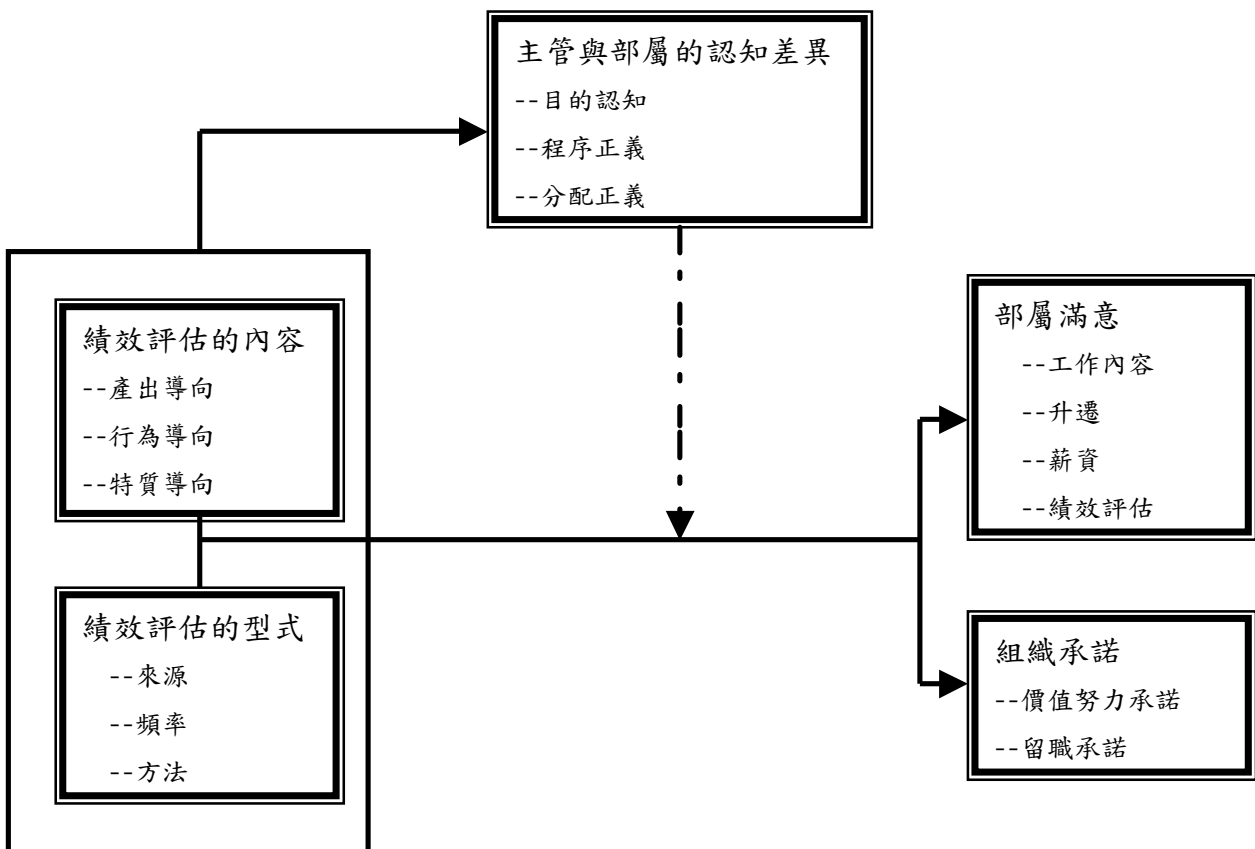 主管與部屬的認知差異
--目的認知
--程序正義
--分配正義
績效評估的內容
--產出導向
--行為導向
--特質導向
績效評估的型式
--來源
--頻率
--方法
部屬滿意
--工作內容
--升遷
--薪資
--績效評估
組織承諾
--價值努力承諾
--留職承諾